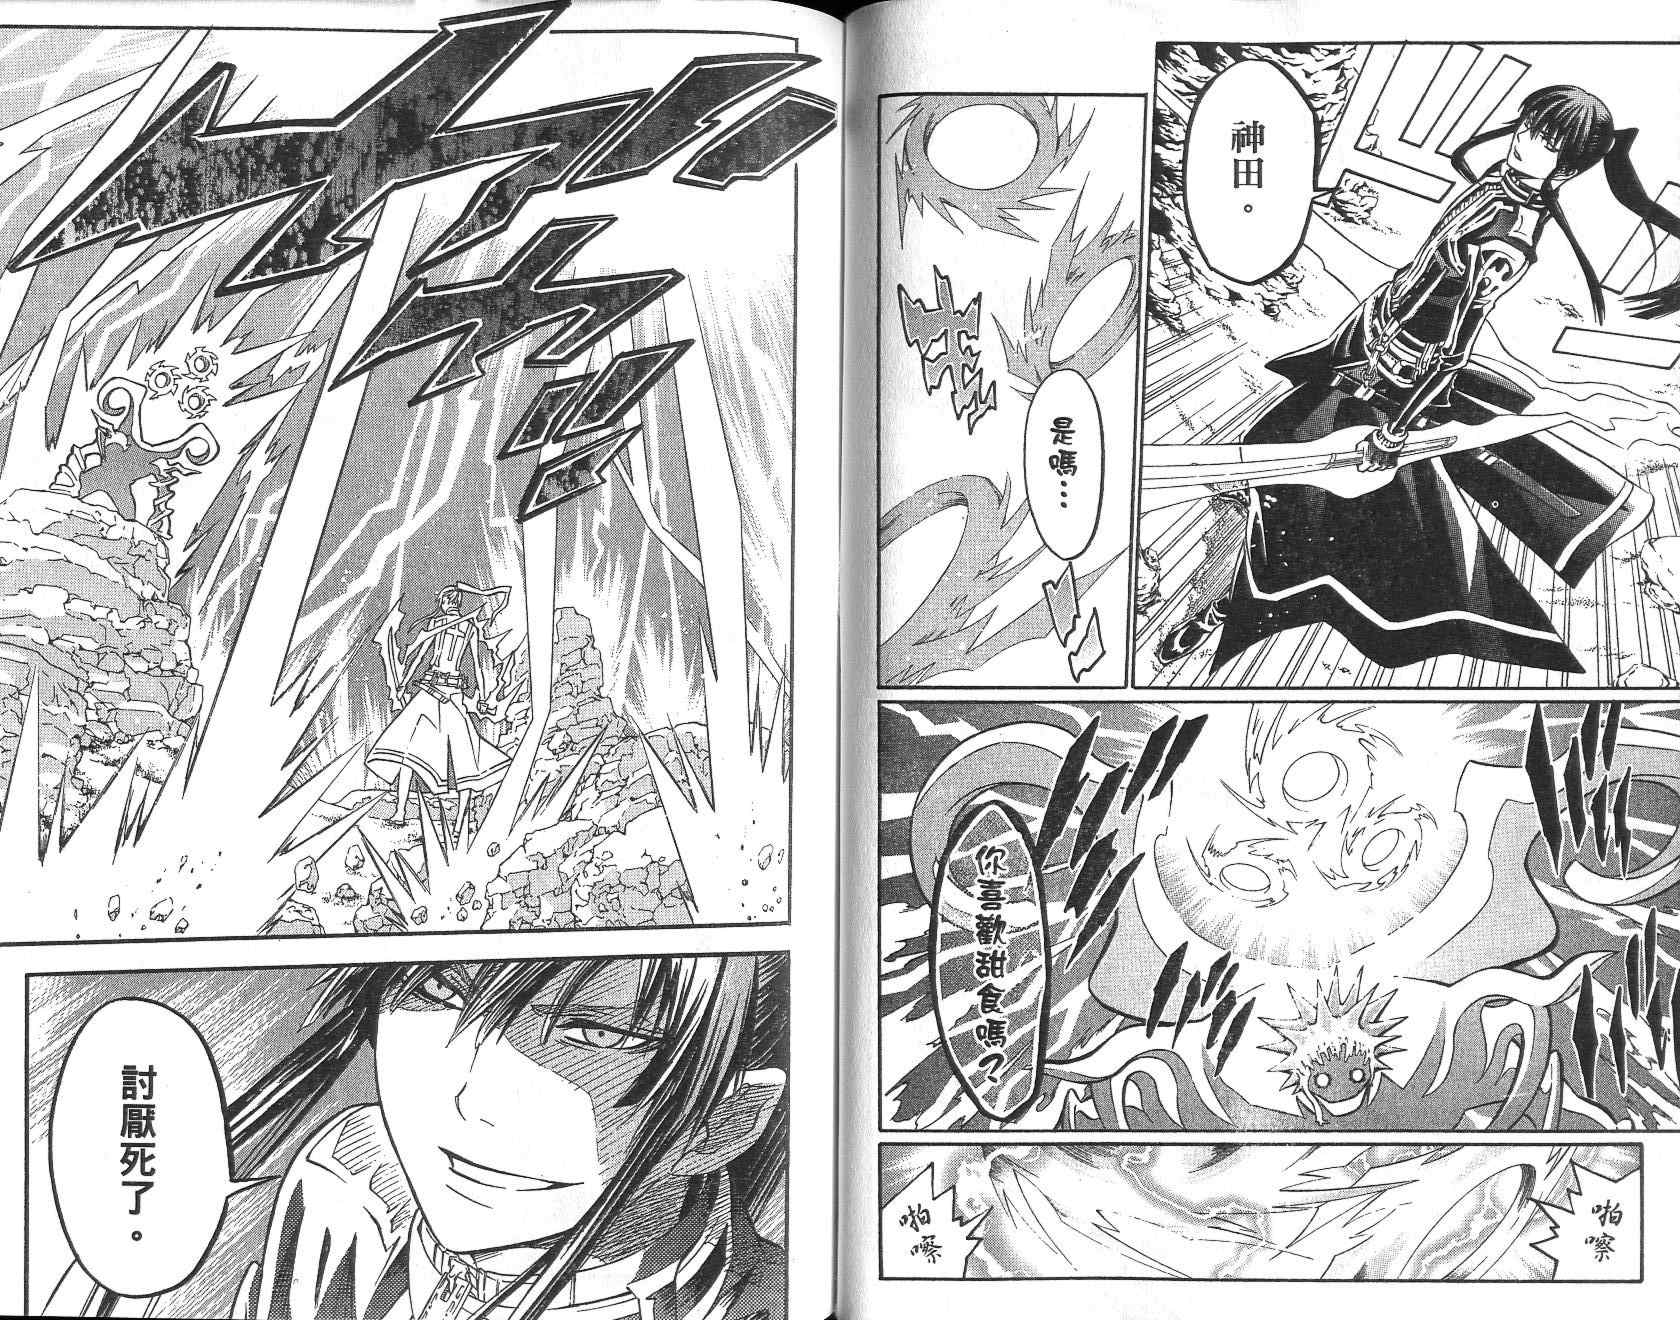 神田。
是嗎…
你喜歡甜食嗎？
啪嚓
啪嚓
討厭死了。